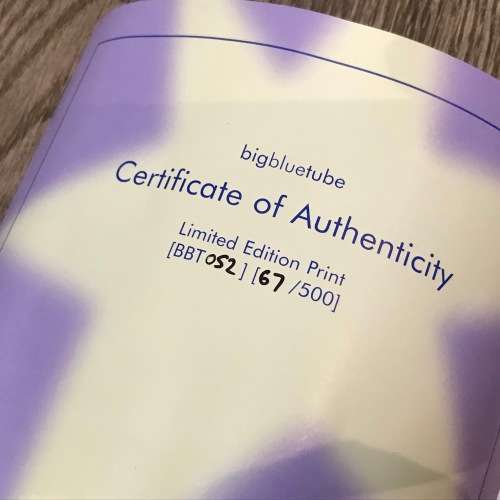 bigbluetube
Certificate of Authenticity
Limited Edition Print
[BBT052] [67/500]